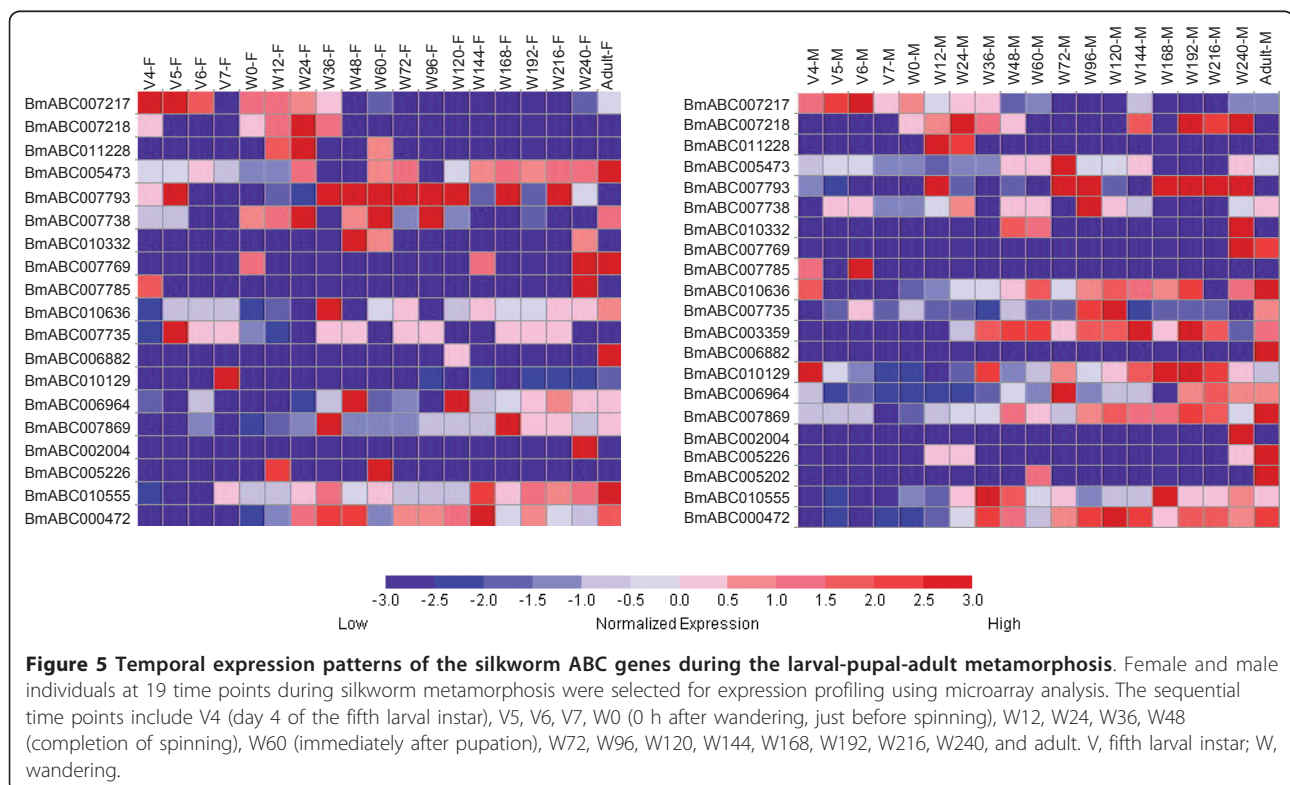 V4-F V5-F V6-F V7-F W0-F W12-F W24-F W36-F W48-F W60-F W72-F W96-F W120-F W144-F W168-F W192-F W216-F W240-F Adult-F
BmABC007217
BmABC007218
BmABC011228
BmABC005473
BmABC007793
BmABC007738
BmABC010332
BmABC007769
BmABC007785
BmABC010636
BmABC007735
BmABC006882
BmABC010129
BmABC006964
BmABC007869
BmABC002004
BmABC005226
BmABC010555
BmABC000472
V4-M V5-M V6-M V7-M W0-M W12-M W24-M W36-M W48-M W60-M W72-M W96-M W120-M W144-M W168-M W192-M W216-M W240-M Adult-M
BmABC007217
BmABC007218
BmABC011228
BmABC005473
BmABC007793
BmABC007738
BmABC010332
BmABC007769
BmABC007785
BmABC010636
BmABC007735
BmABC003359
BmABC006882
BmABC010129
BmABC006964
BmABC007869
BmABC002004
BmABC005226
BmABC005202
BmABC010555
BmABC000472
-3.0 -2.5 -2.0 -1.5 -1.0 -0.5 0.0 0.5 1.0 1.5 2.0 2.5 3.0
Low Normalized Expression High
Figure 5 Temporal expression patterns of the silkworm ABC genes during the larval-pupal-adult metamorphosis. Female and male
individuals at 19 time points during silkworm metamorphosis were selected for expression profiling using microarray analysis. The sequential
time points include V4 (day 4 of the fifth larval instar), V5, V6, V7, W0 (0 h after wandering, just before spinning), W12, W24, W36, W48
(completion of spinning), W60 (immediately after pupation), W72, W96, W120, W144, W168, W192, W216, W240, and adult. V, fifth larval instar; W,
wandering.